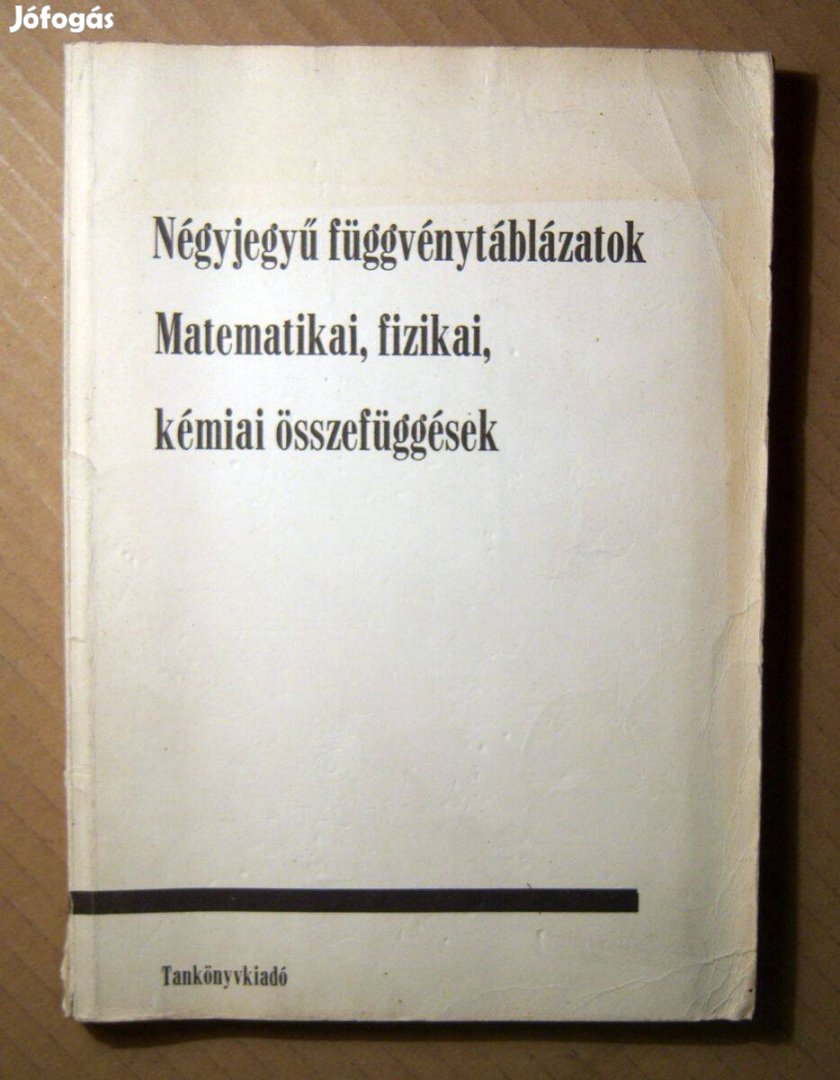 Jófogás
Négyjegyű függvénytáblázatok
Matematikai, fizikai,
kémiai összefüggések
Tankönyvkiadó